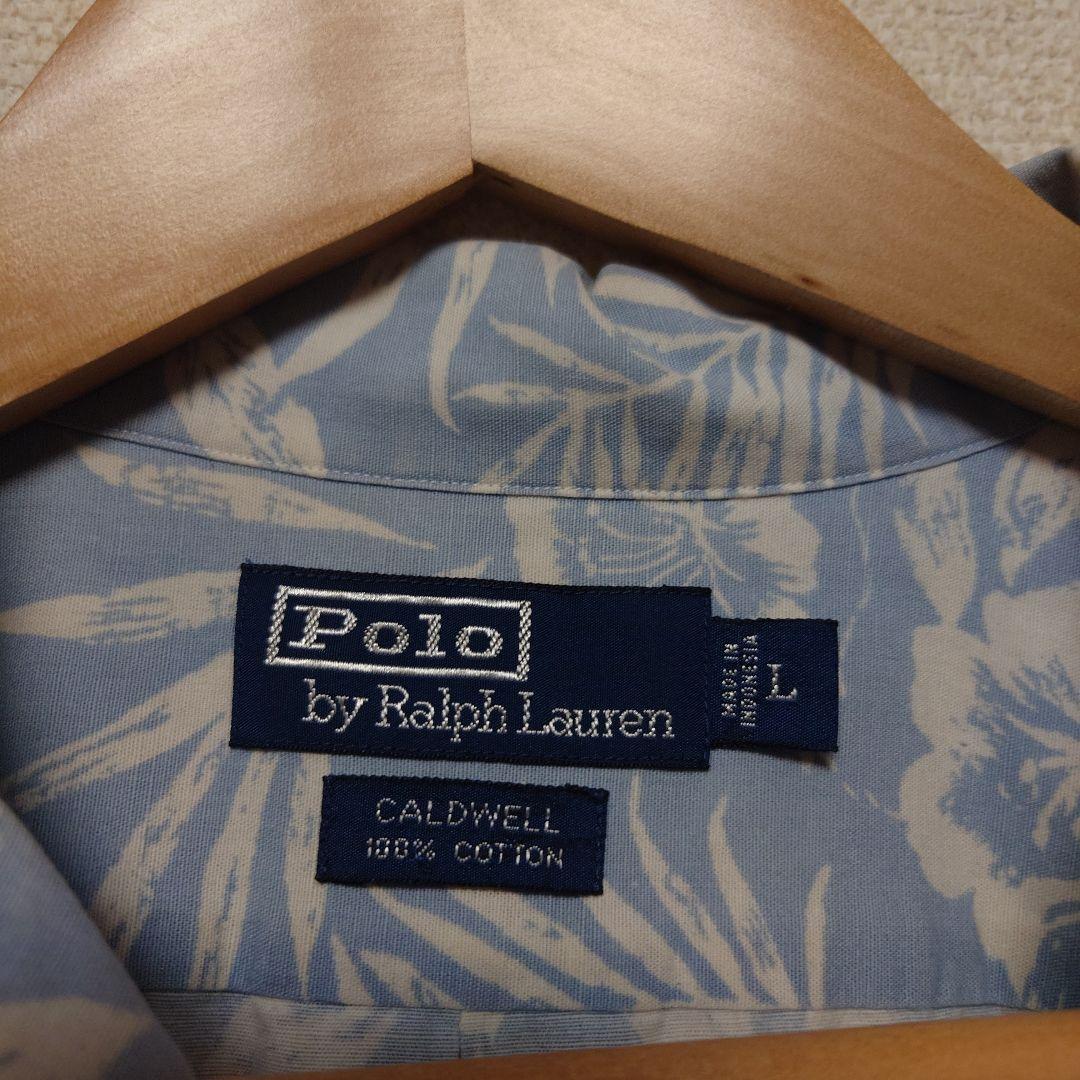 Polo
by Ralph Lauren
MADE IN
INDONESIA
L
CALDWELL
100% COTTON